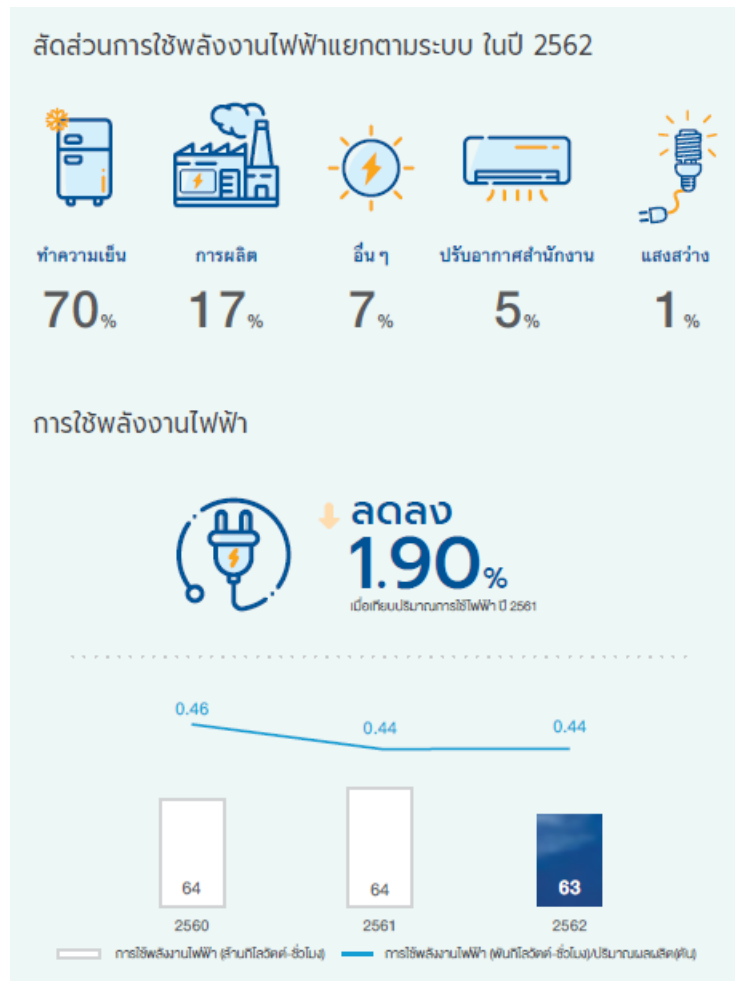 สัดส่วนการใช้พลังงานไฟฟ้าแยกตามระบบ ในปี 2562
ทำความเย็น การผลิต อื่น ๆ ปรับอากาศสำนักงาน แสงสว่าง
70% 17% 7% 5% 1%
การใช้พลังงานไฟฟ้า
ลดลง
1.90%
เมื่อเทียบปริมาณการใช้ไฟฟ้า ปี 2561
0.46 0.44 0.44
64 64 63
2560 2561 2562
การใช้พลังงานไฟฟ้า (ล้านกิโลวัตต์-ชั่วโมง) การใช้พลังงานไฟฟ้า (พันกิโลวัตต์-ชั่วโมง)/ปริมาณผลผลิต(ตัน)